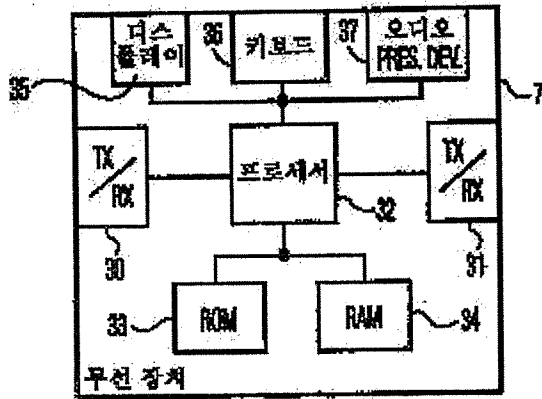 디스
플레이
36
키보드
37
오디오
PRES. DEV.
35
7
TX
RX
프로세서
TX
RX
32
30
31
33
ROM
RAM
34
무선 장치